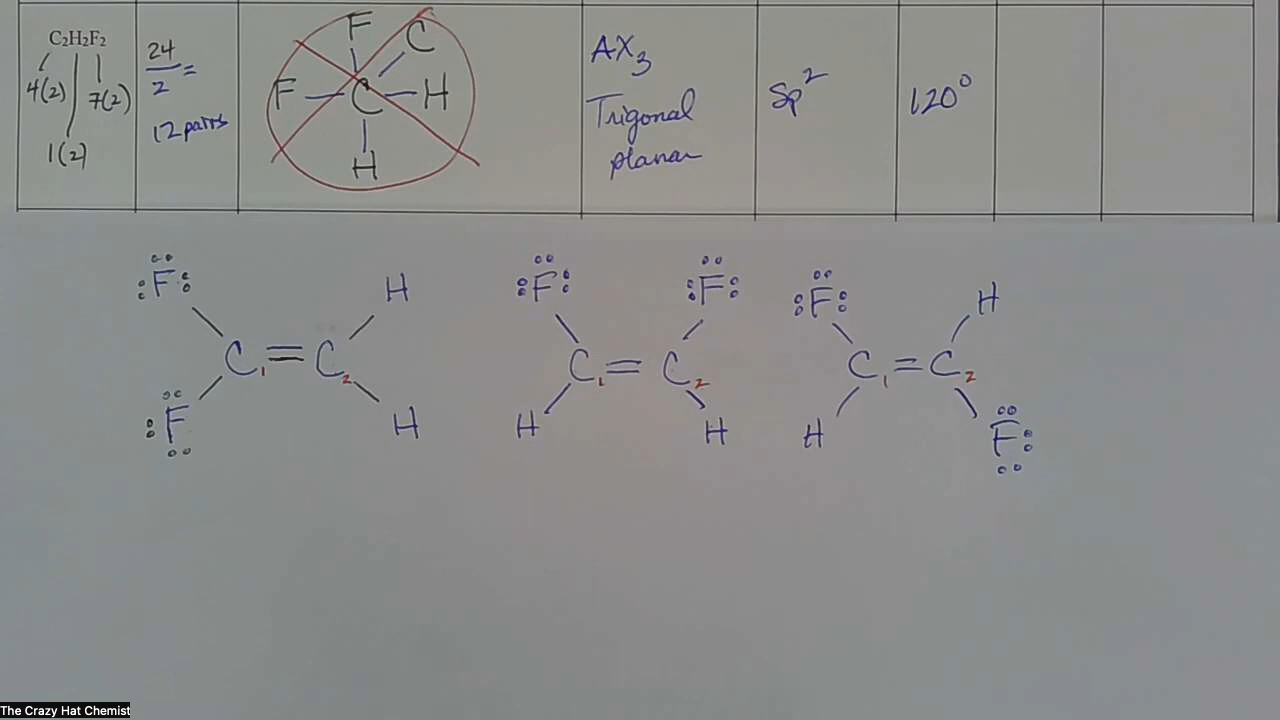 C₂H₂F₂
4(2)
7(2)
1(2)
24
2 =
12 pairs
F C
F — C — H
H
AX₃
Trigonal
planar
Sp²
120°
F H
C₁ = C₂
F H
F F
C₁ = C₂
H H
F H
C₁ = C₂
H F
The Crazy Hat Chemist